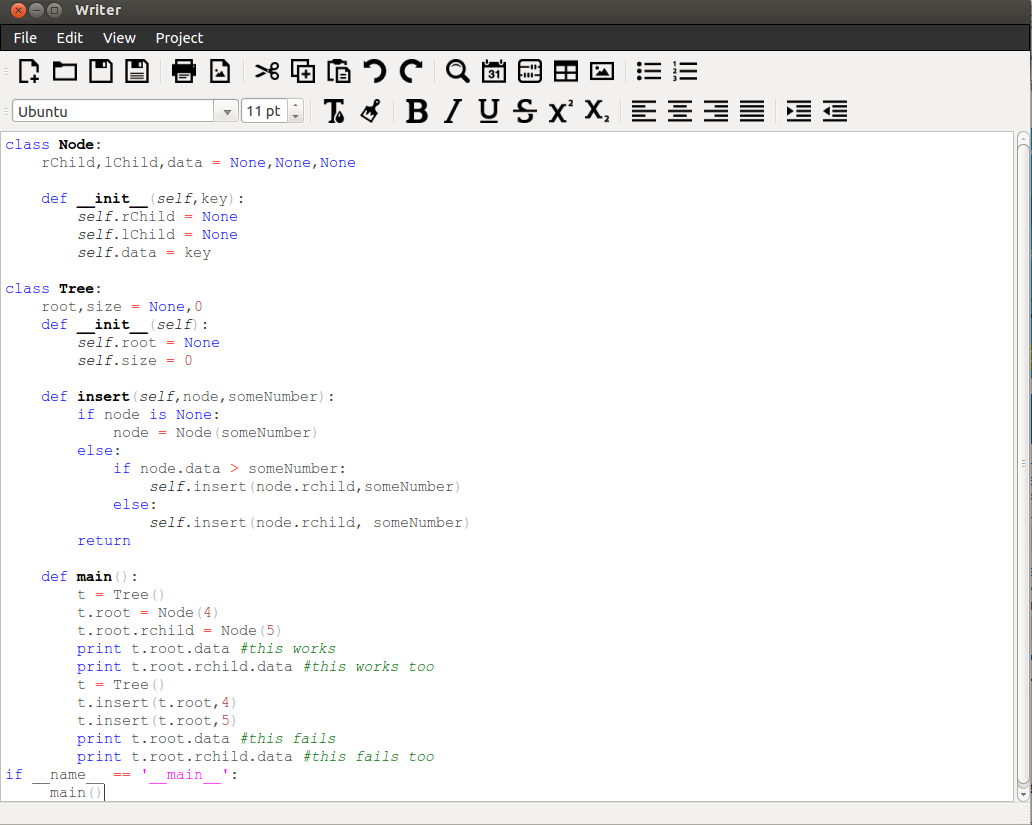 Writer
File Edit View Project
31
Ubuntu 11 pt
B I U S X² X₂
class Node:
    rChild,lChild,data = None,None,None

    def __init__(self,key):
        self.rChild = None
        self.lChild = None
        self.data = key

class Tree:
    root,size = None,0
    def __init__(self):
        self.root = None
        self.size = 0

    def insert(self,node,someNumber):
        if node is None:
            node = Node(someNumber)
        else:
            if node.data > someNumber:
                self.insert(node.rchild,someNumber)
            else:
                self.insert(node.rchild, someNumber)
        return

    def main():
        t = Tree()
        t.root = Node(4)
        t.root.rchild = Node(5)
        print t.root.data #this works
        print t.root.rchild.data #this works too
        t = Tree()
        t.insert(t.root,4)
        t.insert(t.root,5)
        print t.root.data #this fails
        print t.root.rchild.data #this fails too
if __name__ == '__main__':
     main()